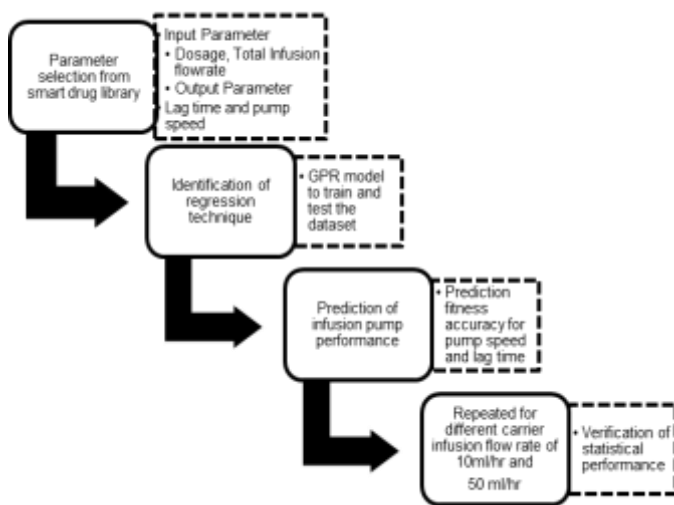 Parameter
selection from
smart drug library
• Input Parameter
• Dosage, Total Infusion
flowrate
• Output Parameter
• Lag time and pump
speed
Identification of
regression
technique
• GPR model
to train and
test the
dataset
Prediction of
infusion pump
performance
• Prediction
fitness
accuracy for
pump speed
and lag time
Repeated for
different carrier
infusion flow rate of
10ml/hr and
50 ml/hr
• Verification of
statistical
performance